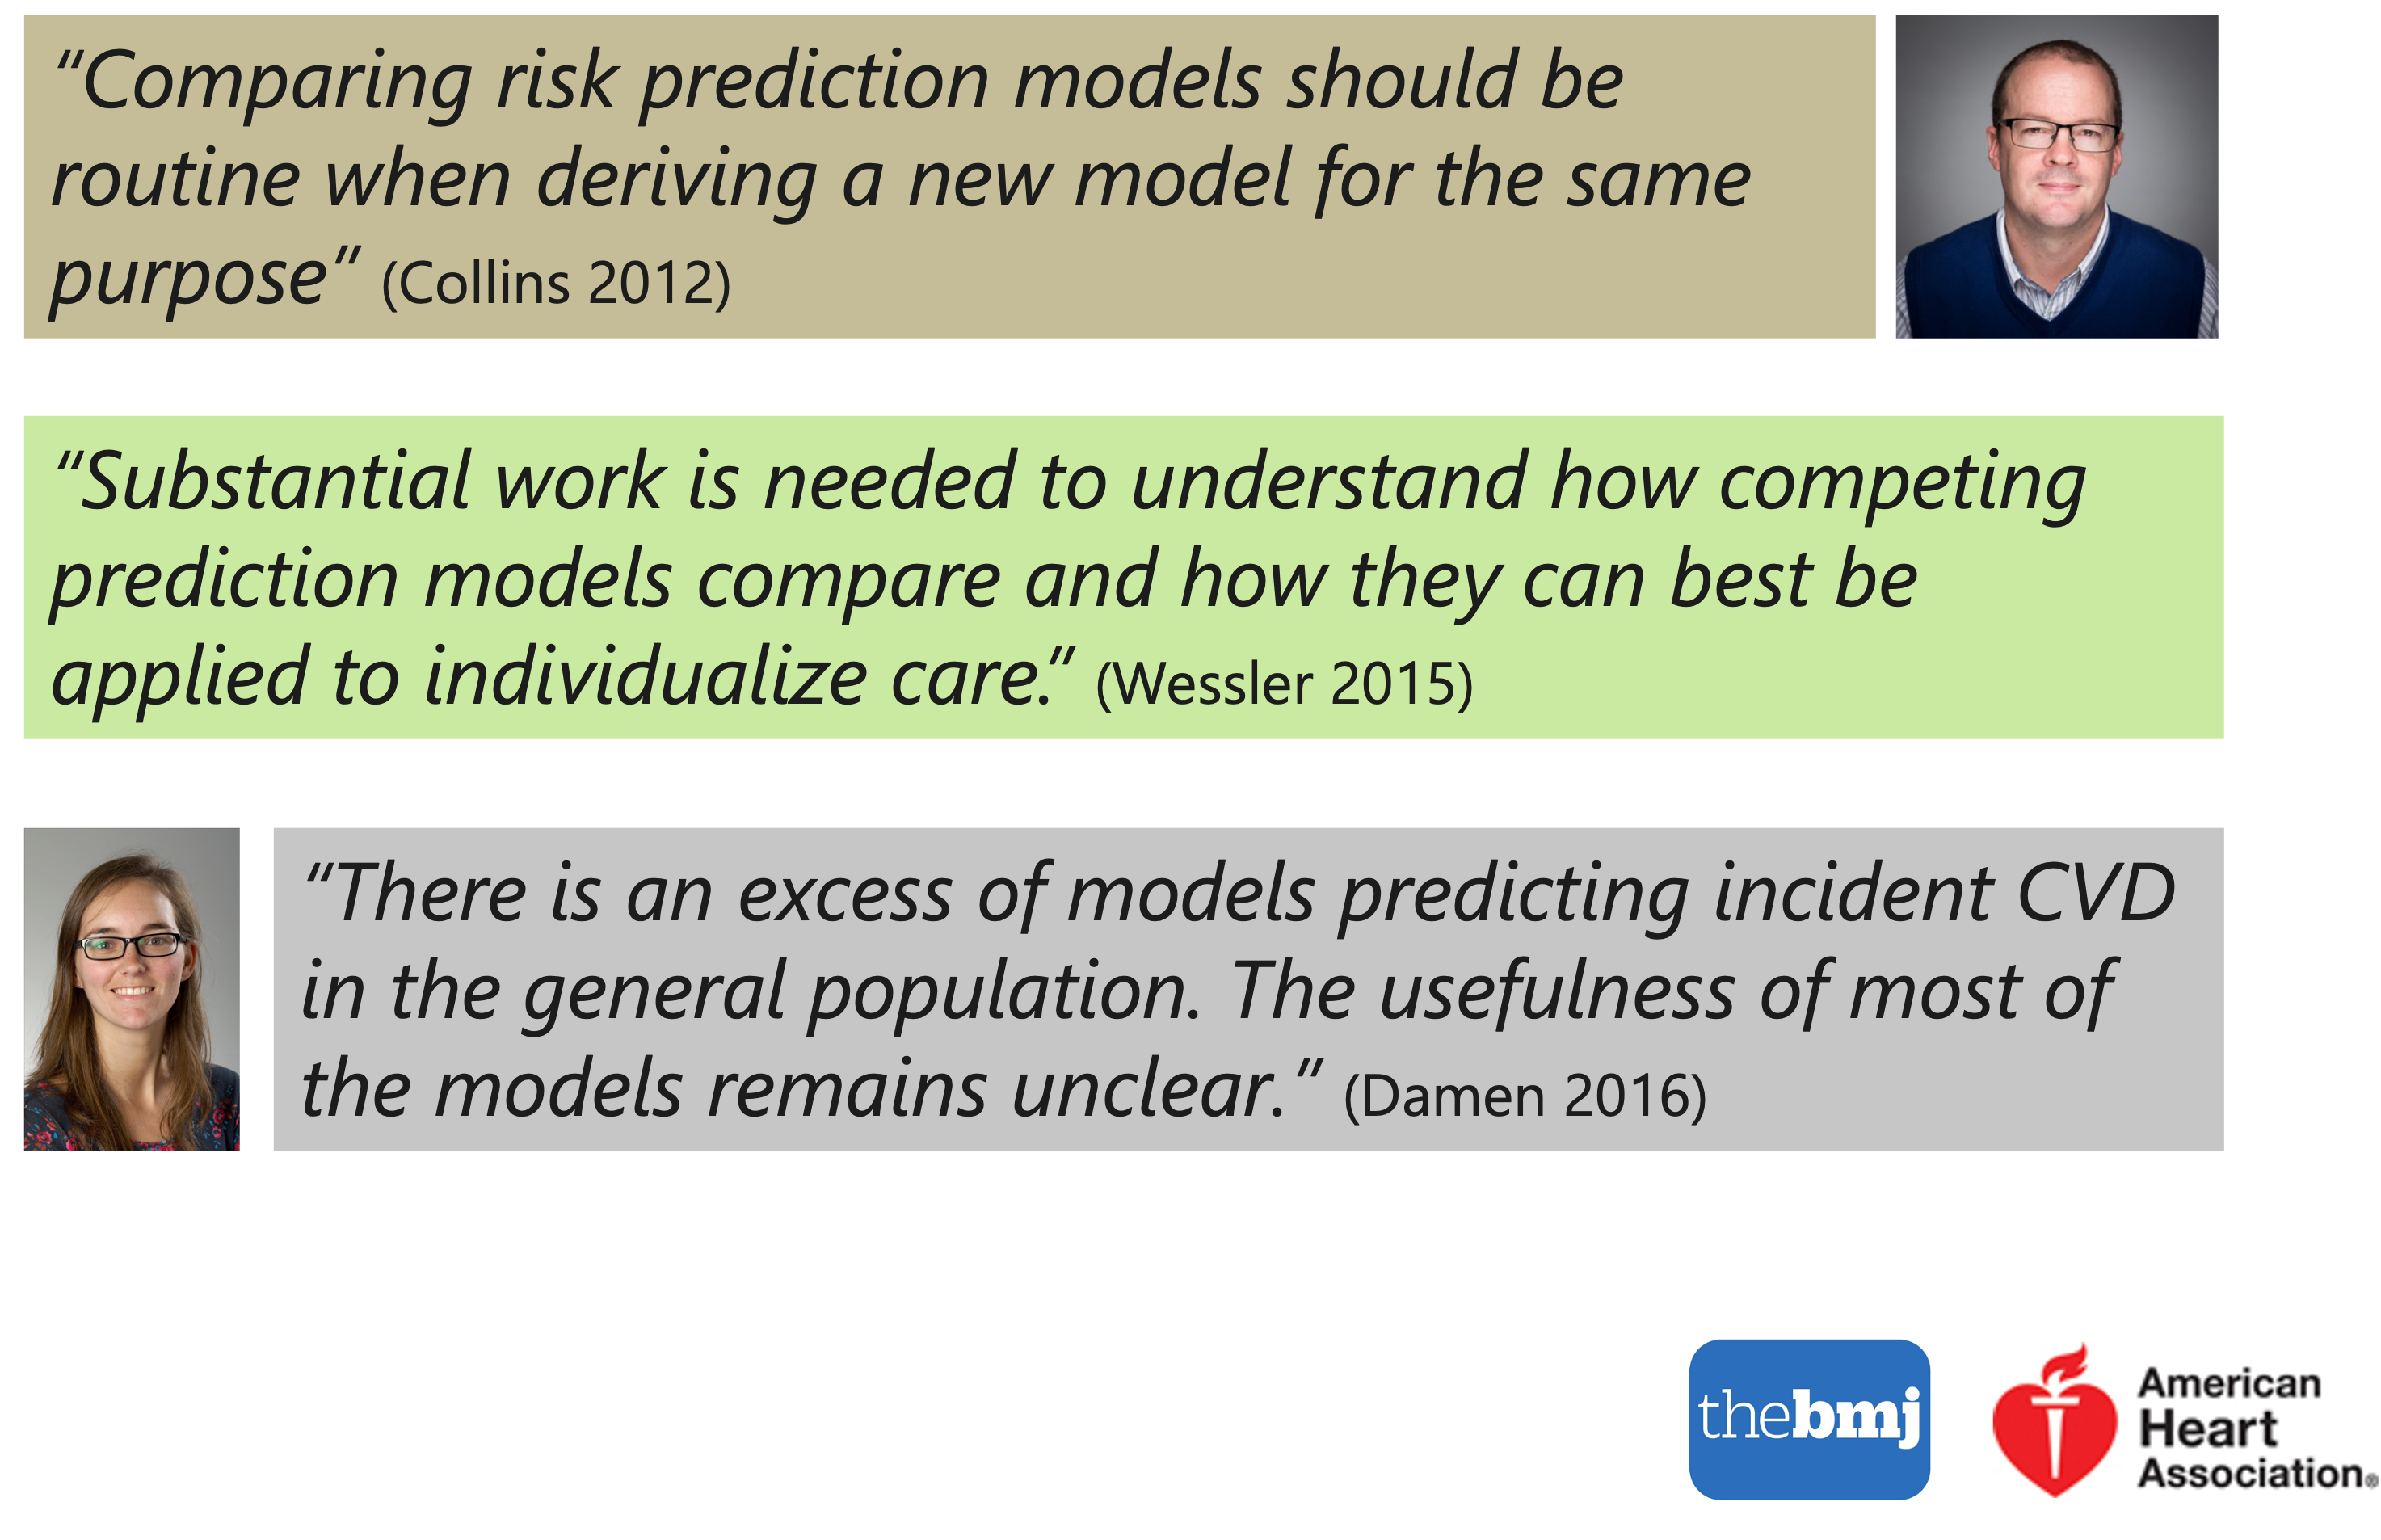 “Comparing risk prediction models should be
routine when deriving a new model for the same
purpose” (Collins 2012)
“Substantial work is needed to understand how competing
prediction models compare and how they can best be
applied to individualize care.” (Wessler 2015)
“There is an excess of models predicting incident CVD
in the general population. The usefulness of most of
the models remains unclear.” (Damen 2016)
thebmj
American
Heart
Association®